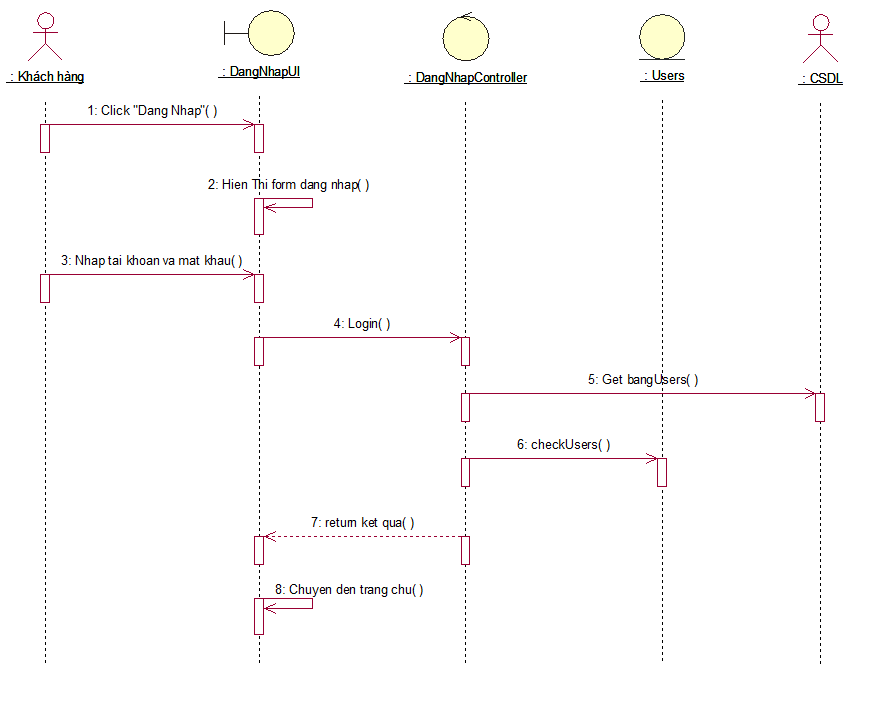 : Khách hàng
: DangNhapUI
: DangNhapController
: Users
: CSDL
1: Click "Dang Nhap"( )
2: Hien Thi form dang nhap( )
3: Nhap tai khoan va mat khau( )
4: Login( )
5: Get bangUsers( )
6: checkUsers( )
7: return ket qua( )
8: Chuyen den trang chu( )